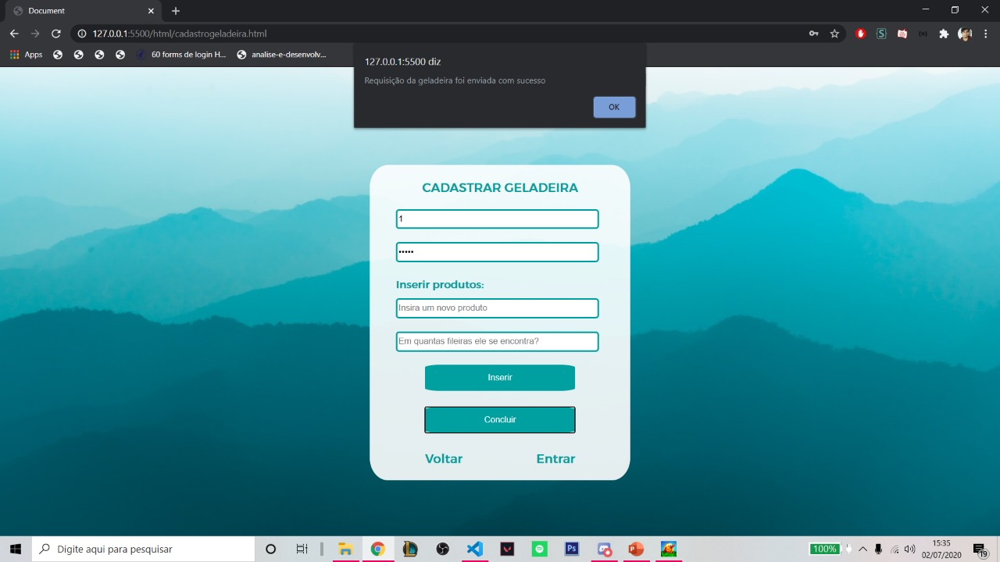 Document
127.0.0.1:5500/html/cadastrogeladeira.html
Apps
60 forms de login H...
analise-e-desenvolv...
127.0.0.1:5500 diz
Requisição da geladeira foi enviada com sucesso
OK
CADASTRAR GELADEIRA
1
•••••
Inserir produtos:
Insira um novo produto
Em quantas fileiras ele se encontra?
Inserir
Concluir
Voltar Entrar
Digite aqui para pesquisar
Ps
100%
15:35
02/07/2020
19